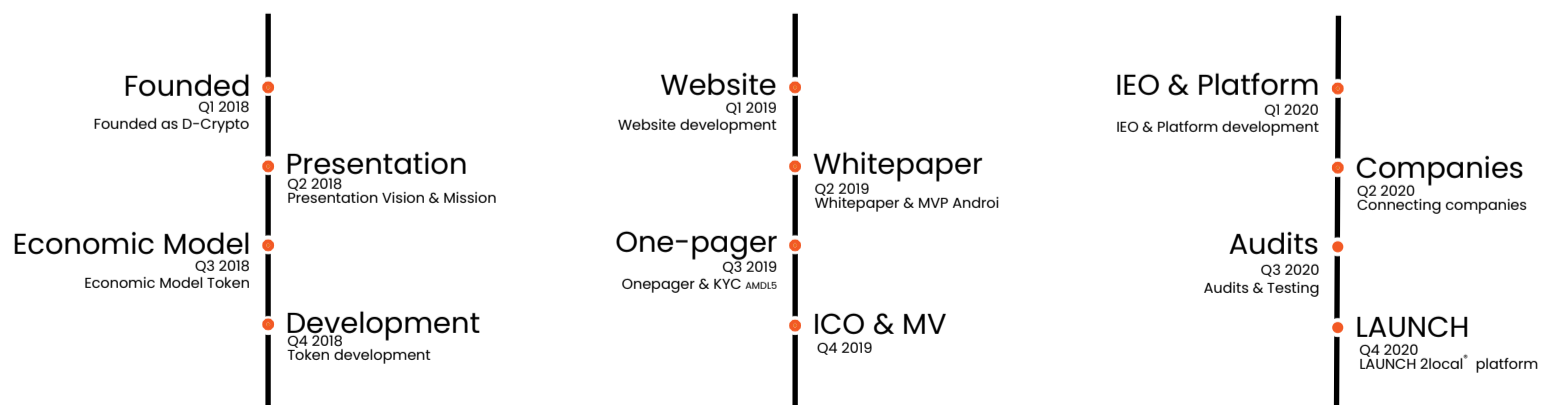 Founded
Q1 2018
Founded as D-Crypto
Presentation
Q2 2018
Presentation Vision & Mission
Economic Model
Q3 2018
Economic Model Token
Development
Q4 2018
Token development
Website
Q1 2019
Website development
Whitepaper
Q2 2019
Whitepaper & MVP Androi
One-pager
Q3 2019
Onepager & KYC AMDL5
ICO & MV
Q4 2019
IEO & Platform
Q1 2020
IEO & Platform development
Companies
Q2 2020
Connecting companies
Audits
Q3 2020
Audits & Testing
LAUNCH
Q4 2020
LAUNCH 2local® platform